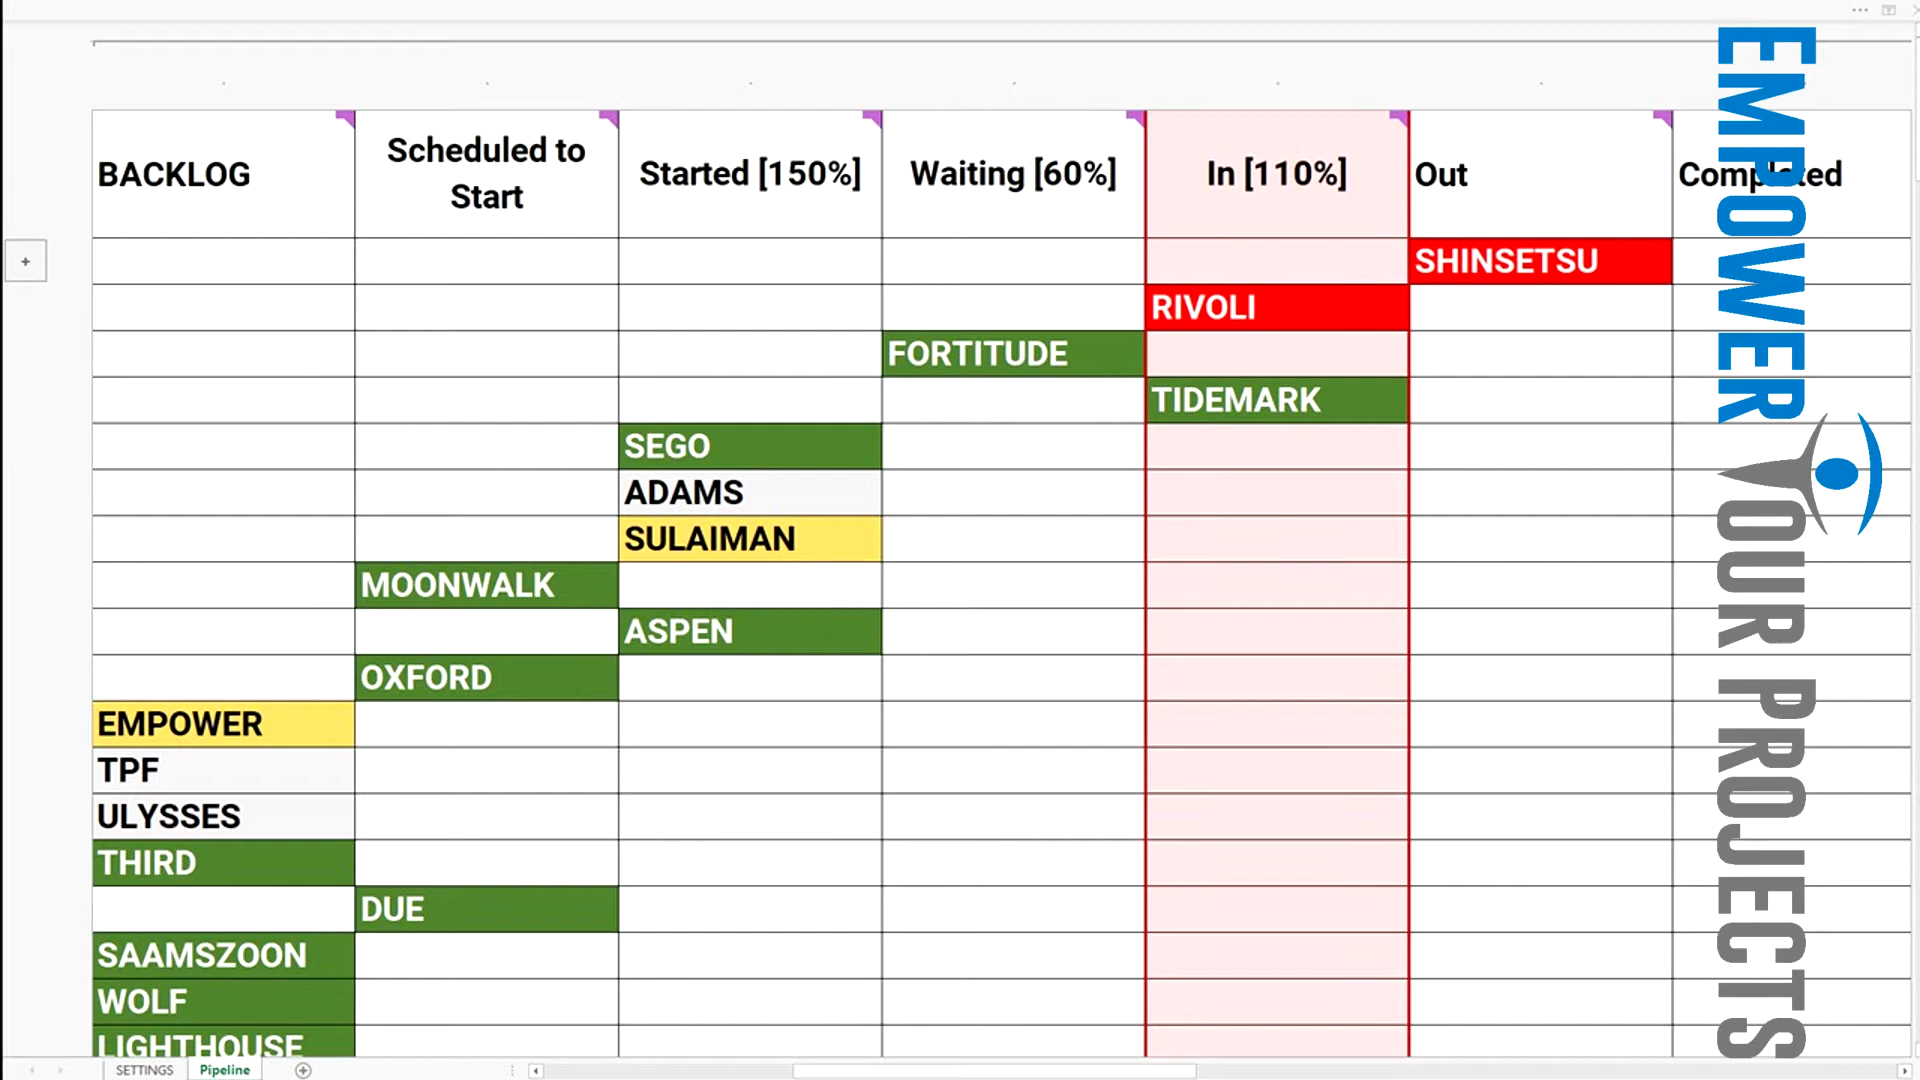 BACKLOG
Scheduled to
Start
Started [150%]
Waiting [60%]
In [110%]
Out
Completed
SHINSETSU
RIVOLI
FORTITUDE
TIDEMARK
SEGO
ADAMS
SULAIMAN
MOONWALK
ASPEN
OXFORD
EMPOWER
TPF
ULYSSES
THIRD
DUE
SAAMSZOON
WOLF
LIGHTHOUSE
SETTINGS
Pipeline
EMPOWER YOUR PROJECTS